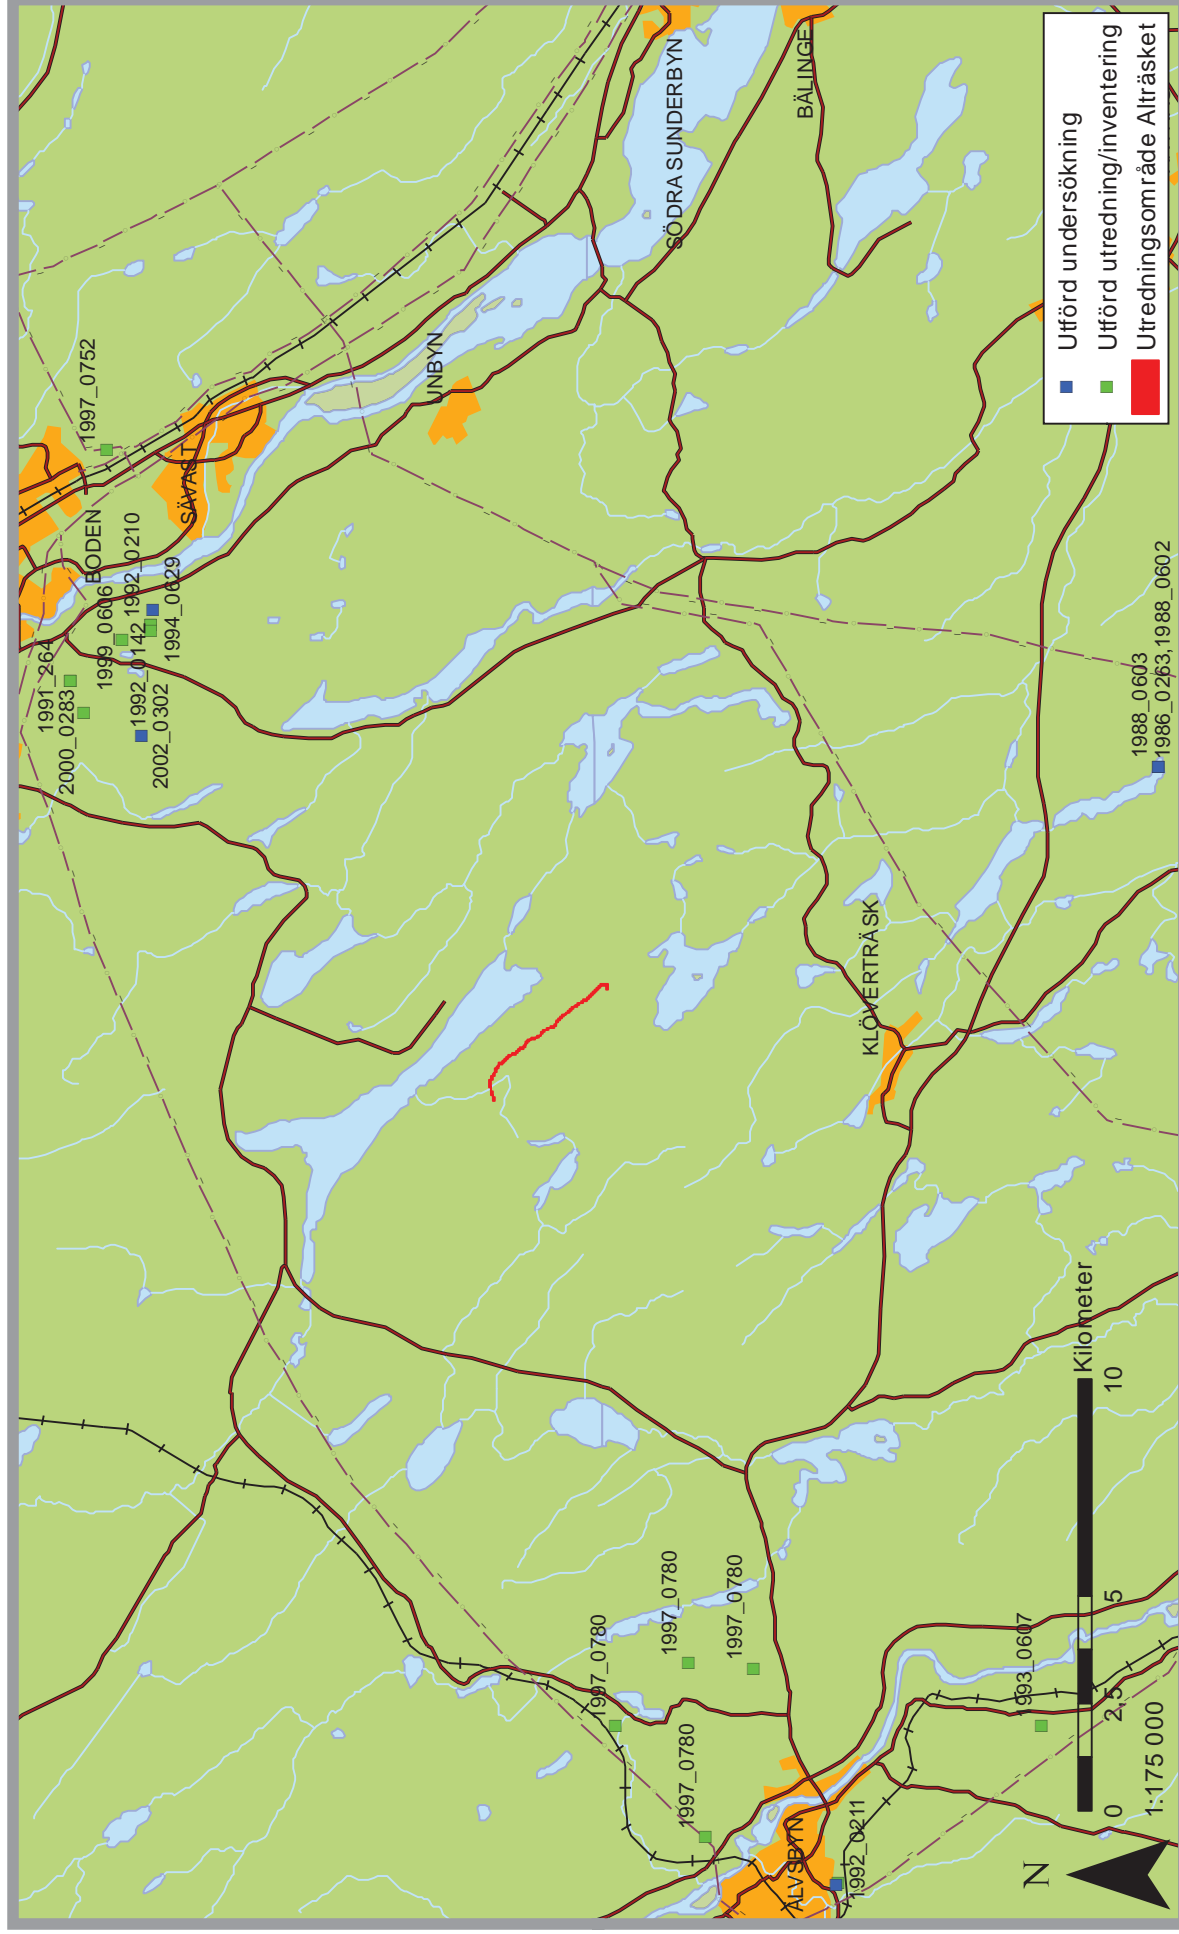 1997_0752
BODEN
SÄVAST
1992_0210
1999_0606
1994_0629
1991_264
2000_0283
1992_0142
2002_0302
UNBYN
SÖDRA SUNDERBYN
BÄLINGE
KLÖVERTRÄSK
1988_0603
1986_0263,1988_0602
1997_0780
1997_0780
1997_0780
1997_0780
ÄLVSBYN
1992_0211
1993_0607
Utförd undersökning
Utförd utredning/inventering
Utredningsområde Alträsket
N
Kilometer
0 2,5 5 10
1:175 000